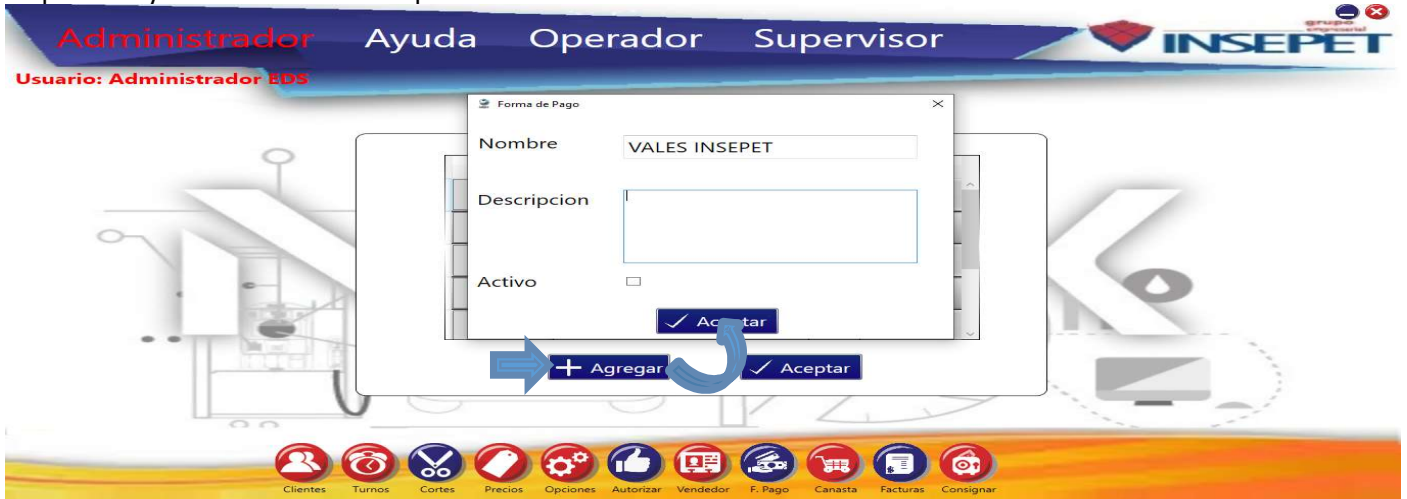 Administrador Ayuda Operador Supervisor
grupo
empresarial
INSEPET
Usuario: Administrador EDS
Forma de Pago
Nombre VALES INSEPET
Descripcion
Activo
Aceptar
Agregar Aceptar
Clientes Turnos Cortes Precios Opciones Autorizar Vendedor F. Pago Canasta Facturas Consignar